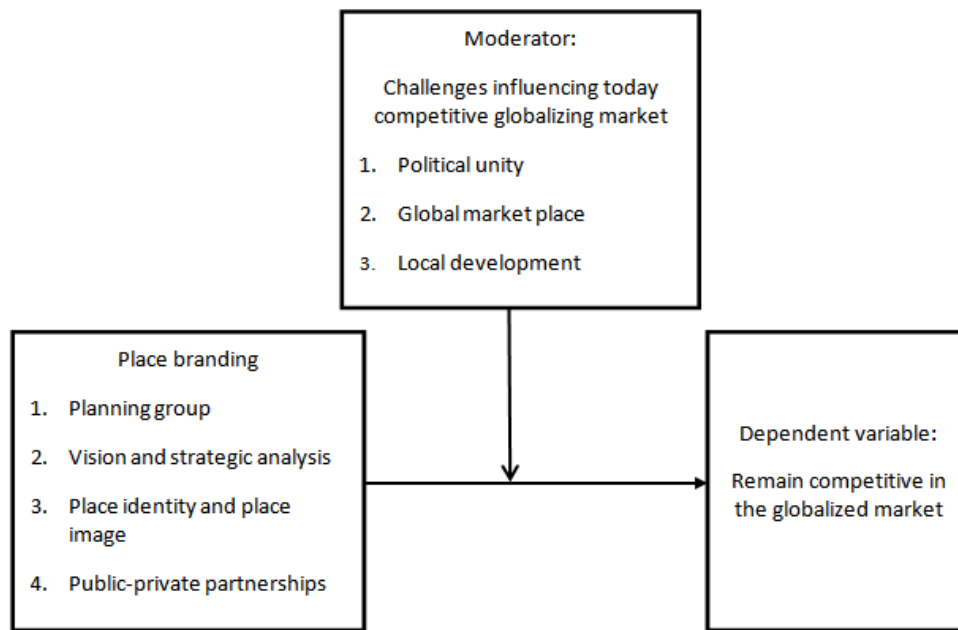 Moderator:
Challenges influencing today
competitive globalizing market
1. Political unity
2. Global market place
3. Local development
Place branding
1. Planning group
2. Vision and strategic analysis
3. Place identity and place
image
4. Public-private partnerships
Dependent variable:
Remain competitive in
the globalized market